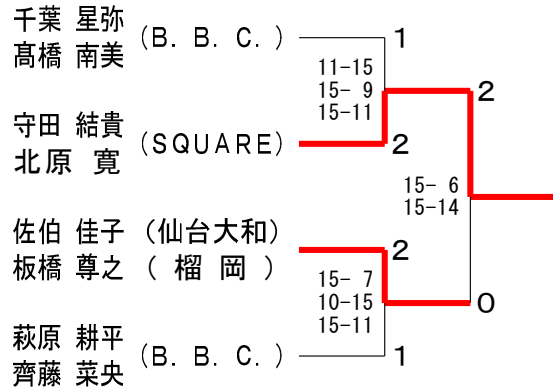 千葉 星弥
髙橋 南美
(B. B. C. )
1
11-15
15- 9
15-11
2
守田 結貴
北原 寛
(SQUARE)
2
15- 6
15-14
佐伯 佳子 (仙台大和)
板橋 尊之 ( 榴 岡 )
2
15- 7
10-15
15-11
0
萩原 耕平
齊藤 菜央
(B. B. C. )
1